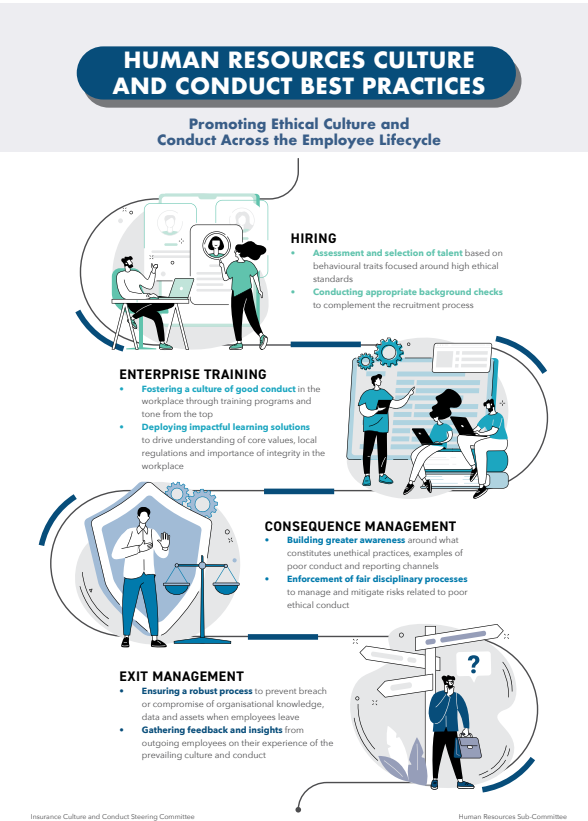 HUMAN RESOURCES CULTURE
AND CONDUCT BEST PRACTICES
Promoting Ethical Culture and
Conduct Across the Employee Lifecycle
HIRING
• Assessment and selection of talent based on
behavioural traits focused around high ethical
standards
• Conducting appropriate background checks
to complement the recruitment process
ENTERPRISE TRAINING
• Fostering a culture of good conduct in the
workplace through training programs and
tone from the top
• Deploying impactful learning solutions
to drive understanding of core values, local
regulations and importance of integrity in the
workplace
CONSEQUENCE MANAGEMENT
• Building greater awareness around what
constitutes unethical practices, examples of
poor conduct and reporting channels
• Enforcement of fair disciplinary processes
to manage and mitigate risks related to poor
ethical conduct
?
EXIT MANAGEMENT
• Ensuring a robust process to prevent breach
or compromise of organisational knowledge,
data and assets when employees leave
• Gathering feedback and insights from
outgoing employees on their experience of the
prevailing culture and conduct
Insurance Culture and Conduct Steering Committee
Human Resources Sub-Committee